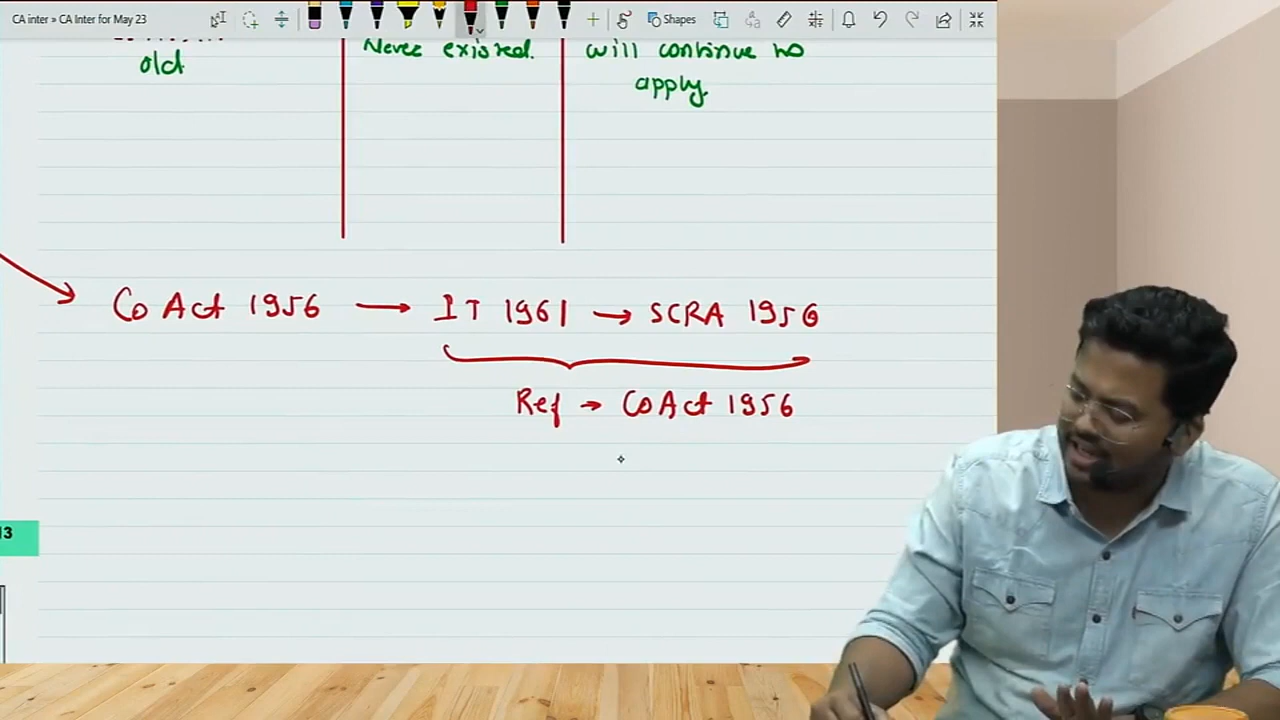 CA inter » CA Inter for May 23
Shapes
old
Never existed.
will continue to
apply.
Co Act 1956 → IT 1961 → SCRA 1956
Ref → Co Act 1956
13